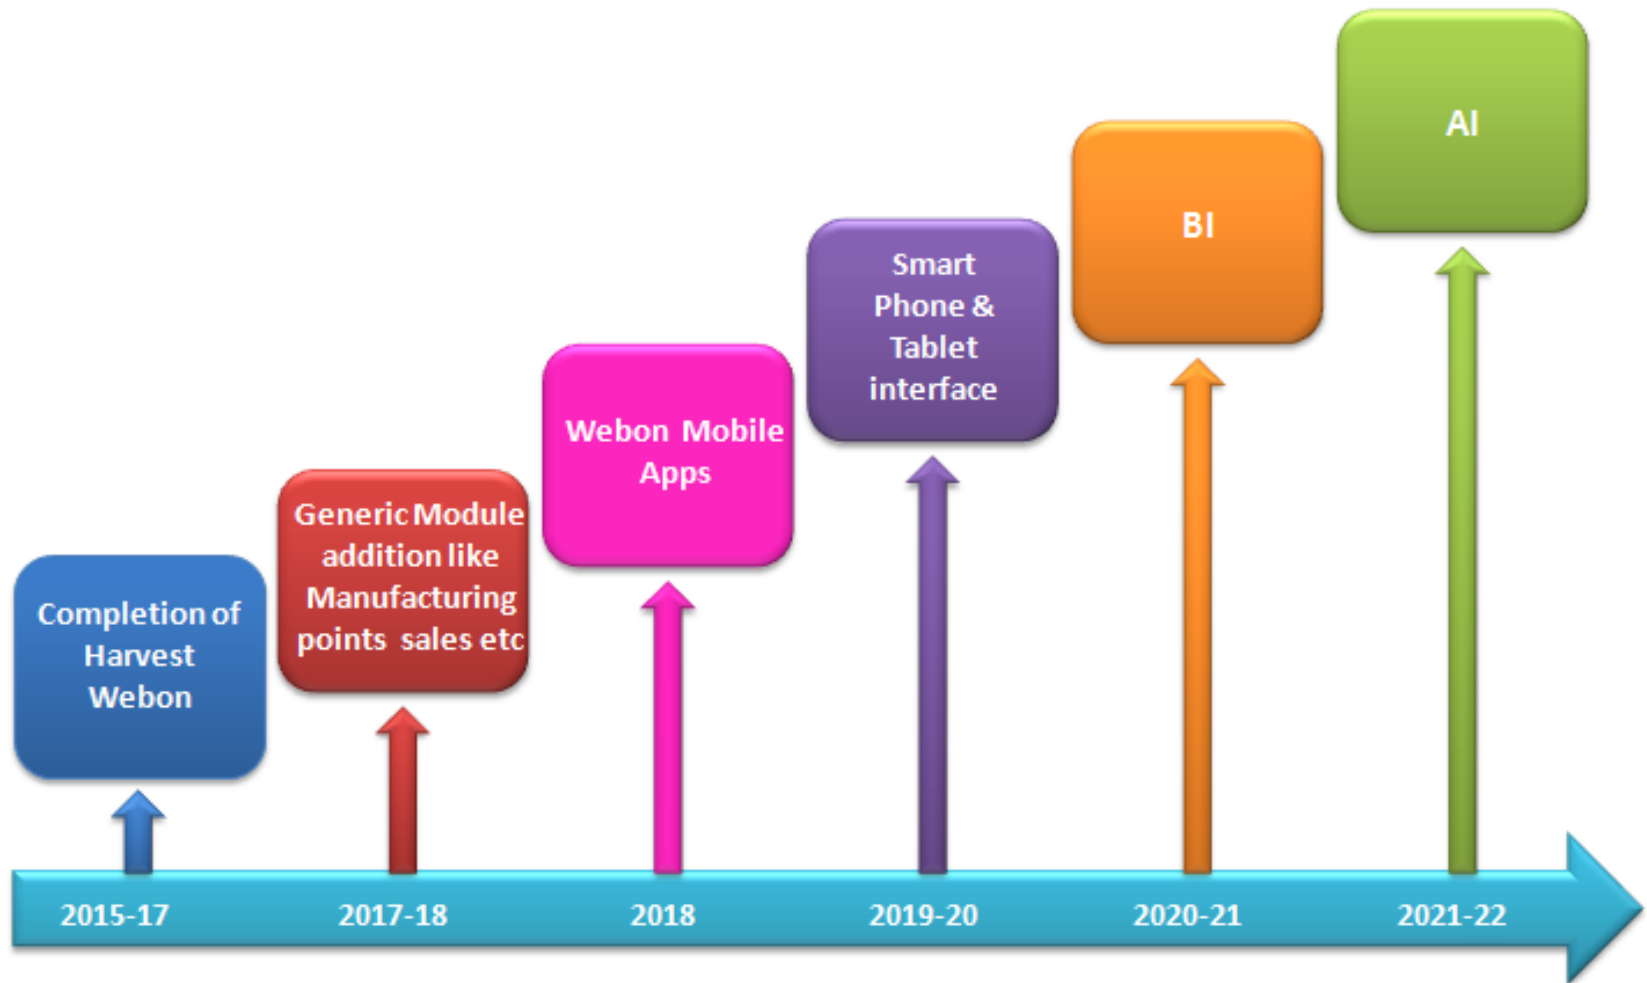 Completion of
Harvest
Webon
Generic Module
addition like
Manufacturing
points sales etc
Webon Mobile
Apps
Smart
Phone &
Tablet
interface
BI
AI
2015-17
2017-18
2018
2019-20
2020-21
2021-22